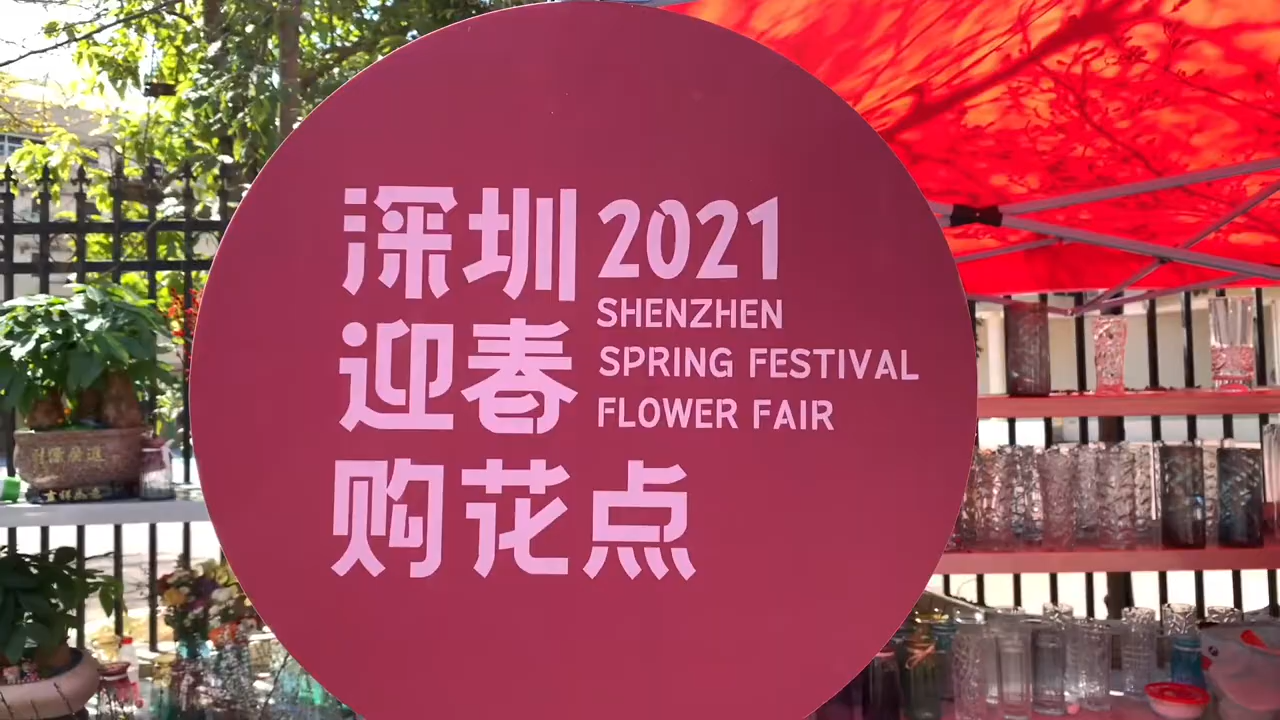 深圳 2021
SHENZHEN
迎春 SPRING FESTIVAL
FLOWER FAIR
购花点